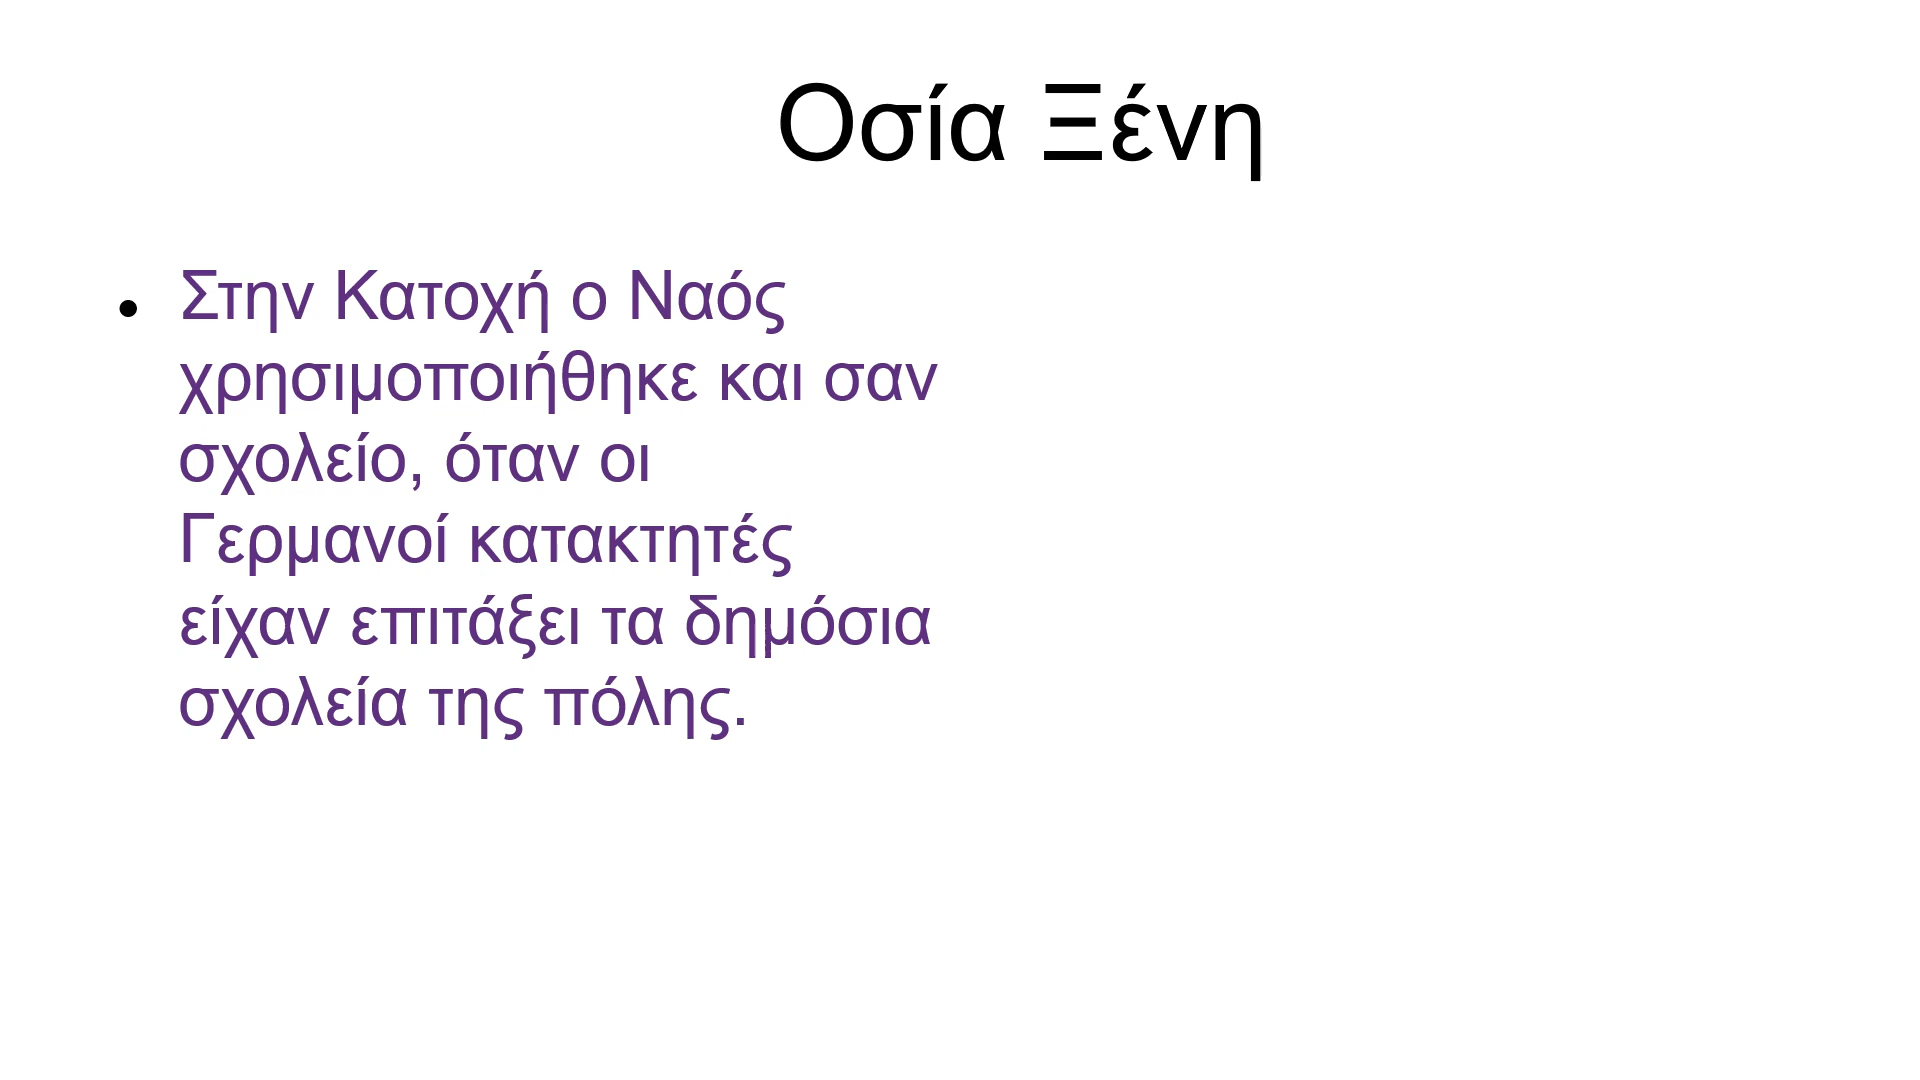 Οσία Ξένη
• Στην Κατοχή ο Ναός
χρησιμοποιήθηκε και σαν
σχολείο, όταν οι
Γερμανοί κατακτητές
είχαν επιτάξει τα δημόσια
σχολεία της πόλης.